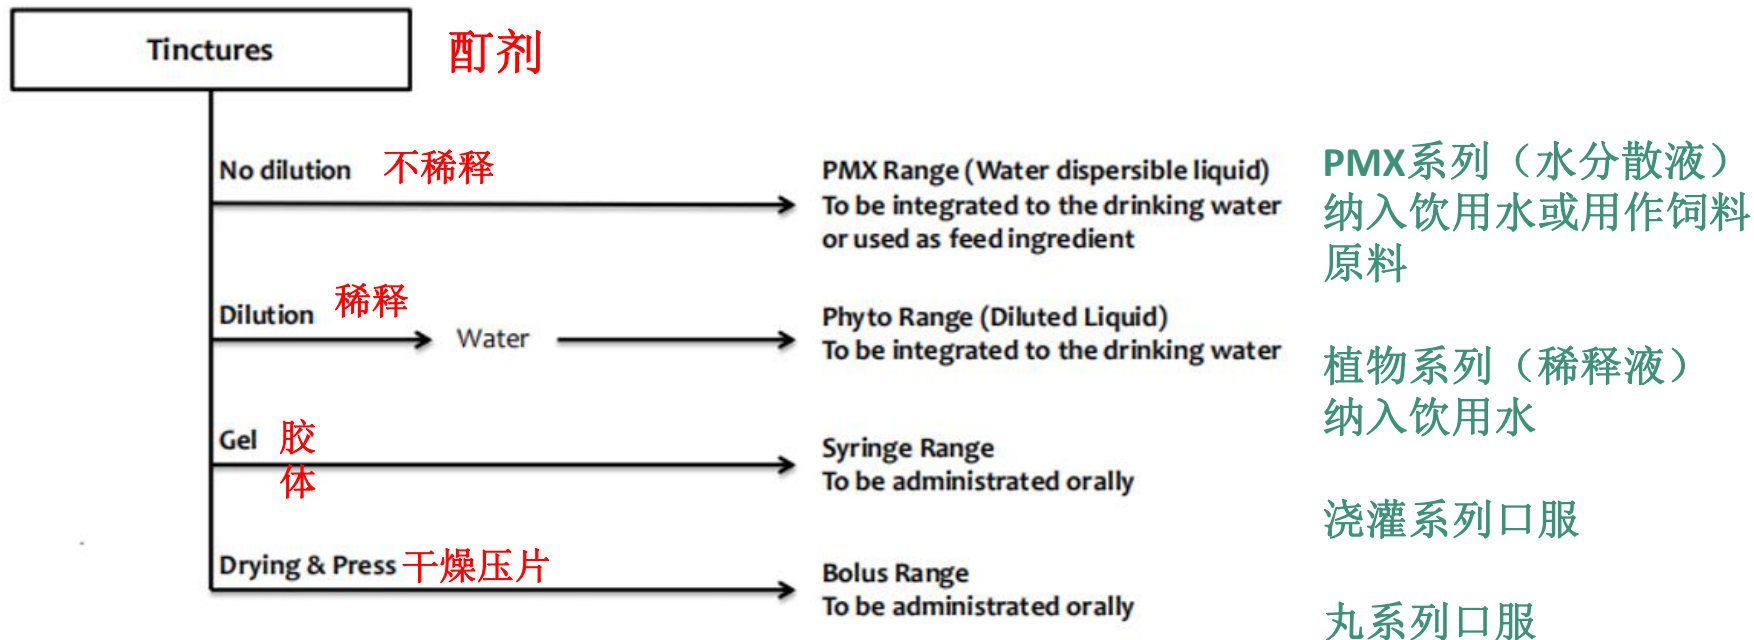 Tinctures 酊剂
No dilution 不稀释
PMX Range (Water dispersible liquid)
To be integrated to the drinking water
or used as feed ingredient
PMX系列（水分散液）
纳入饮用水或用作饲料
原料
Dilution 稀释
Water
Phyto Range (Diluted Liquid)
To be integrated to the drinking water
植物系列（稀释液）
纳入饮用水
Gel 胶
体
Syringe Range
To be administrated orally
浇灌系列口服
Drying & Press 干燥压片
Bolus Range
To be administrated orally
丸系列口服